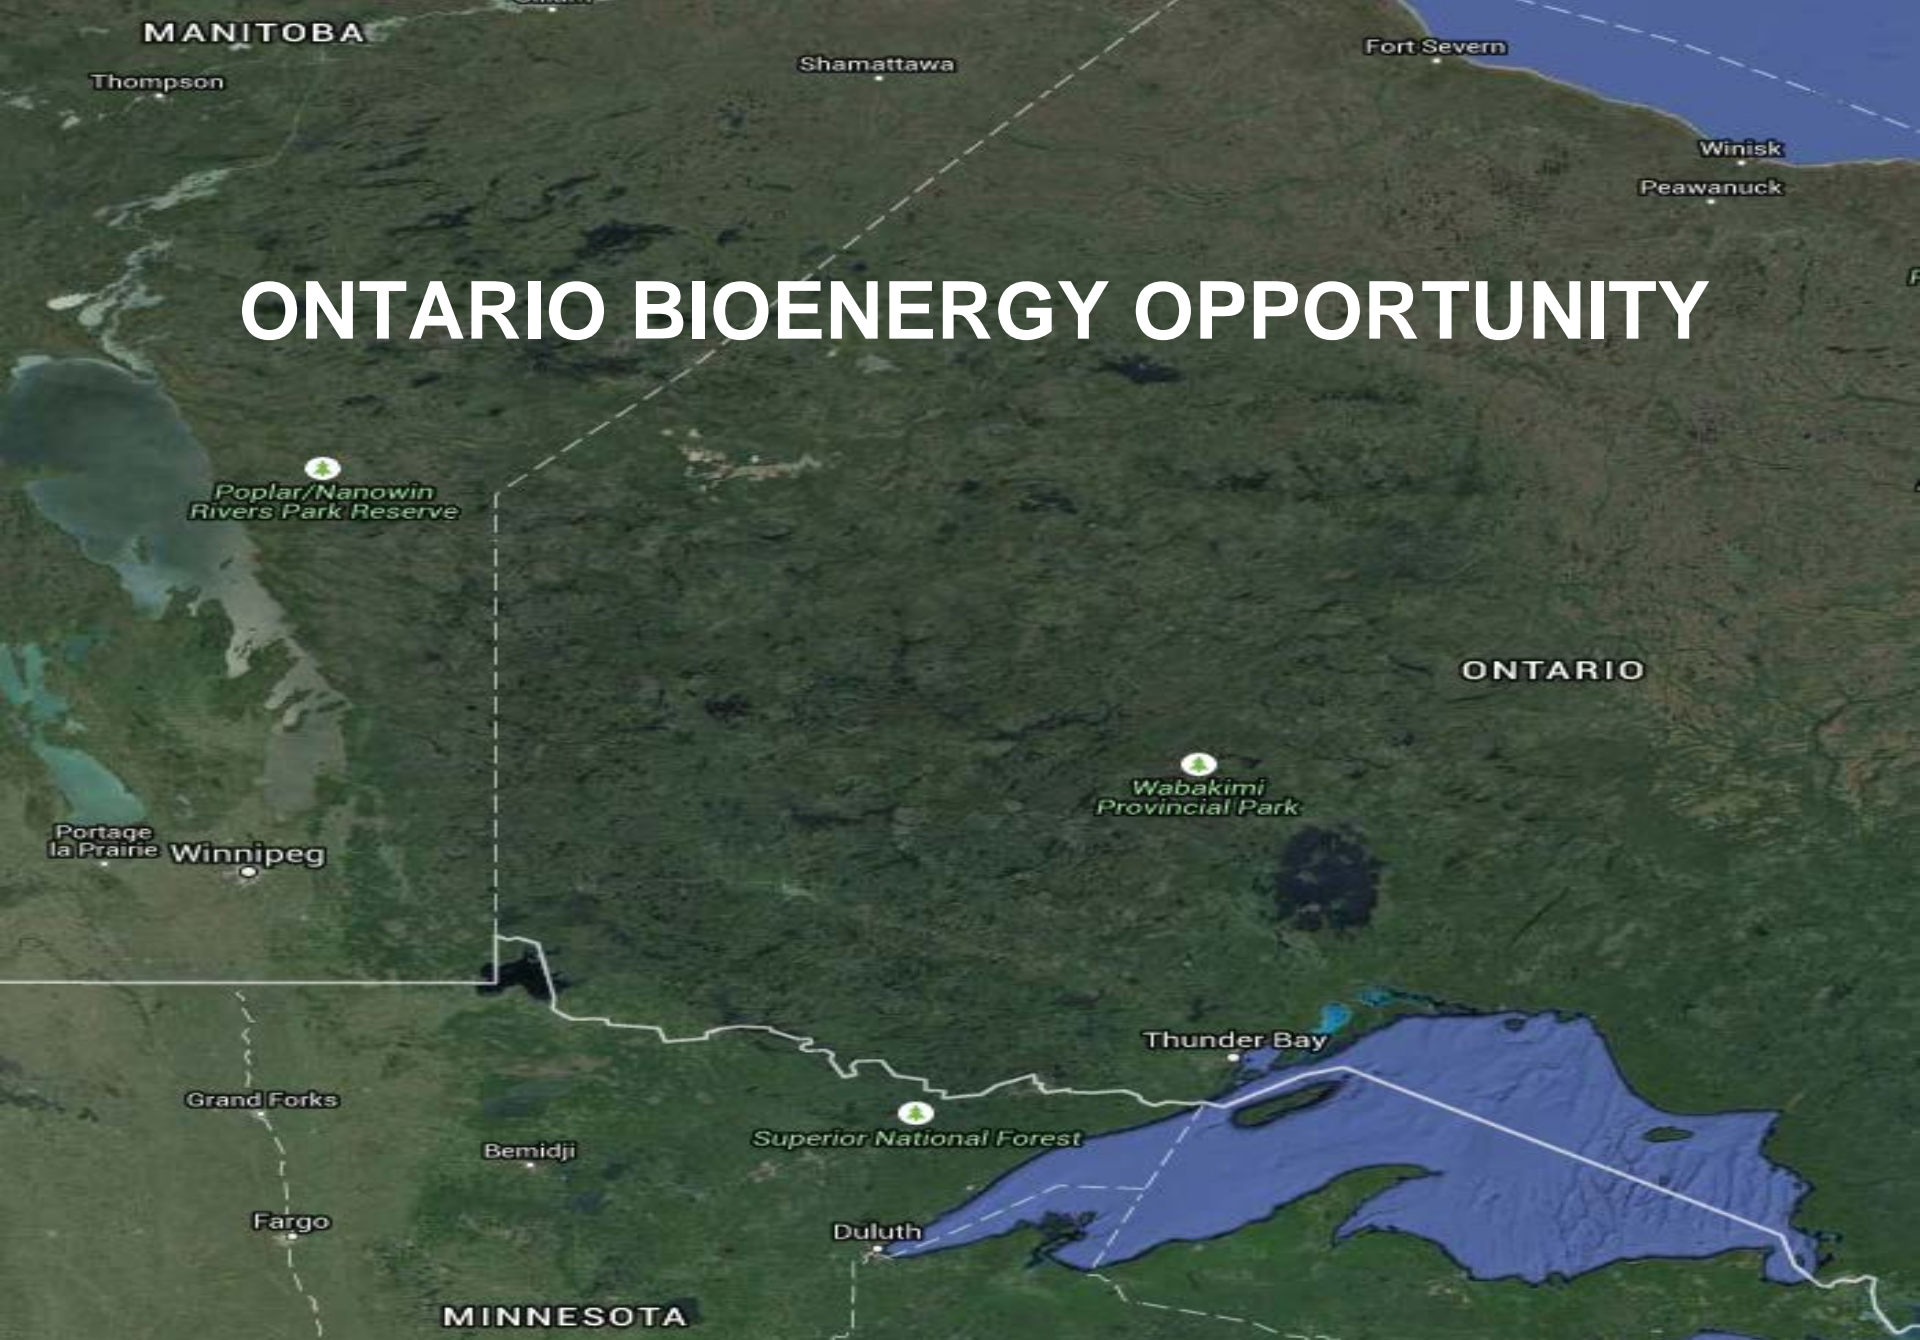 MANITOBA
Thompson
Shamattawa
Fort Severn
Winisk
Peawanuck
ONTARIO BIOENERGY OPPORTUNITY
Poplar/Nanowin
Rivers Park Reserve
ONTARIO
Wabakimi
Provincial Park
Portage
la Prairie
Winnipeg
Thunder Bay
Grand Forks
Superior National Forest
Bemidji
Fargo
Duluth
MINNESOTA